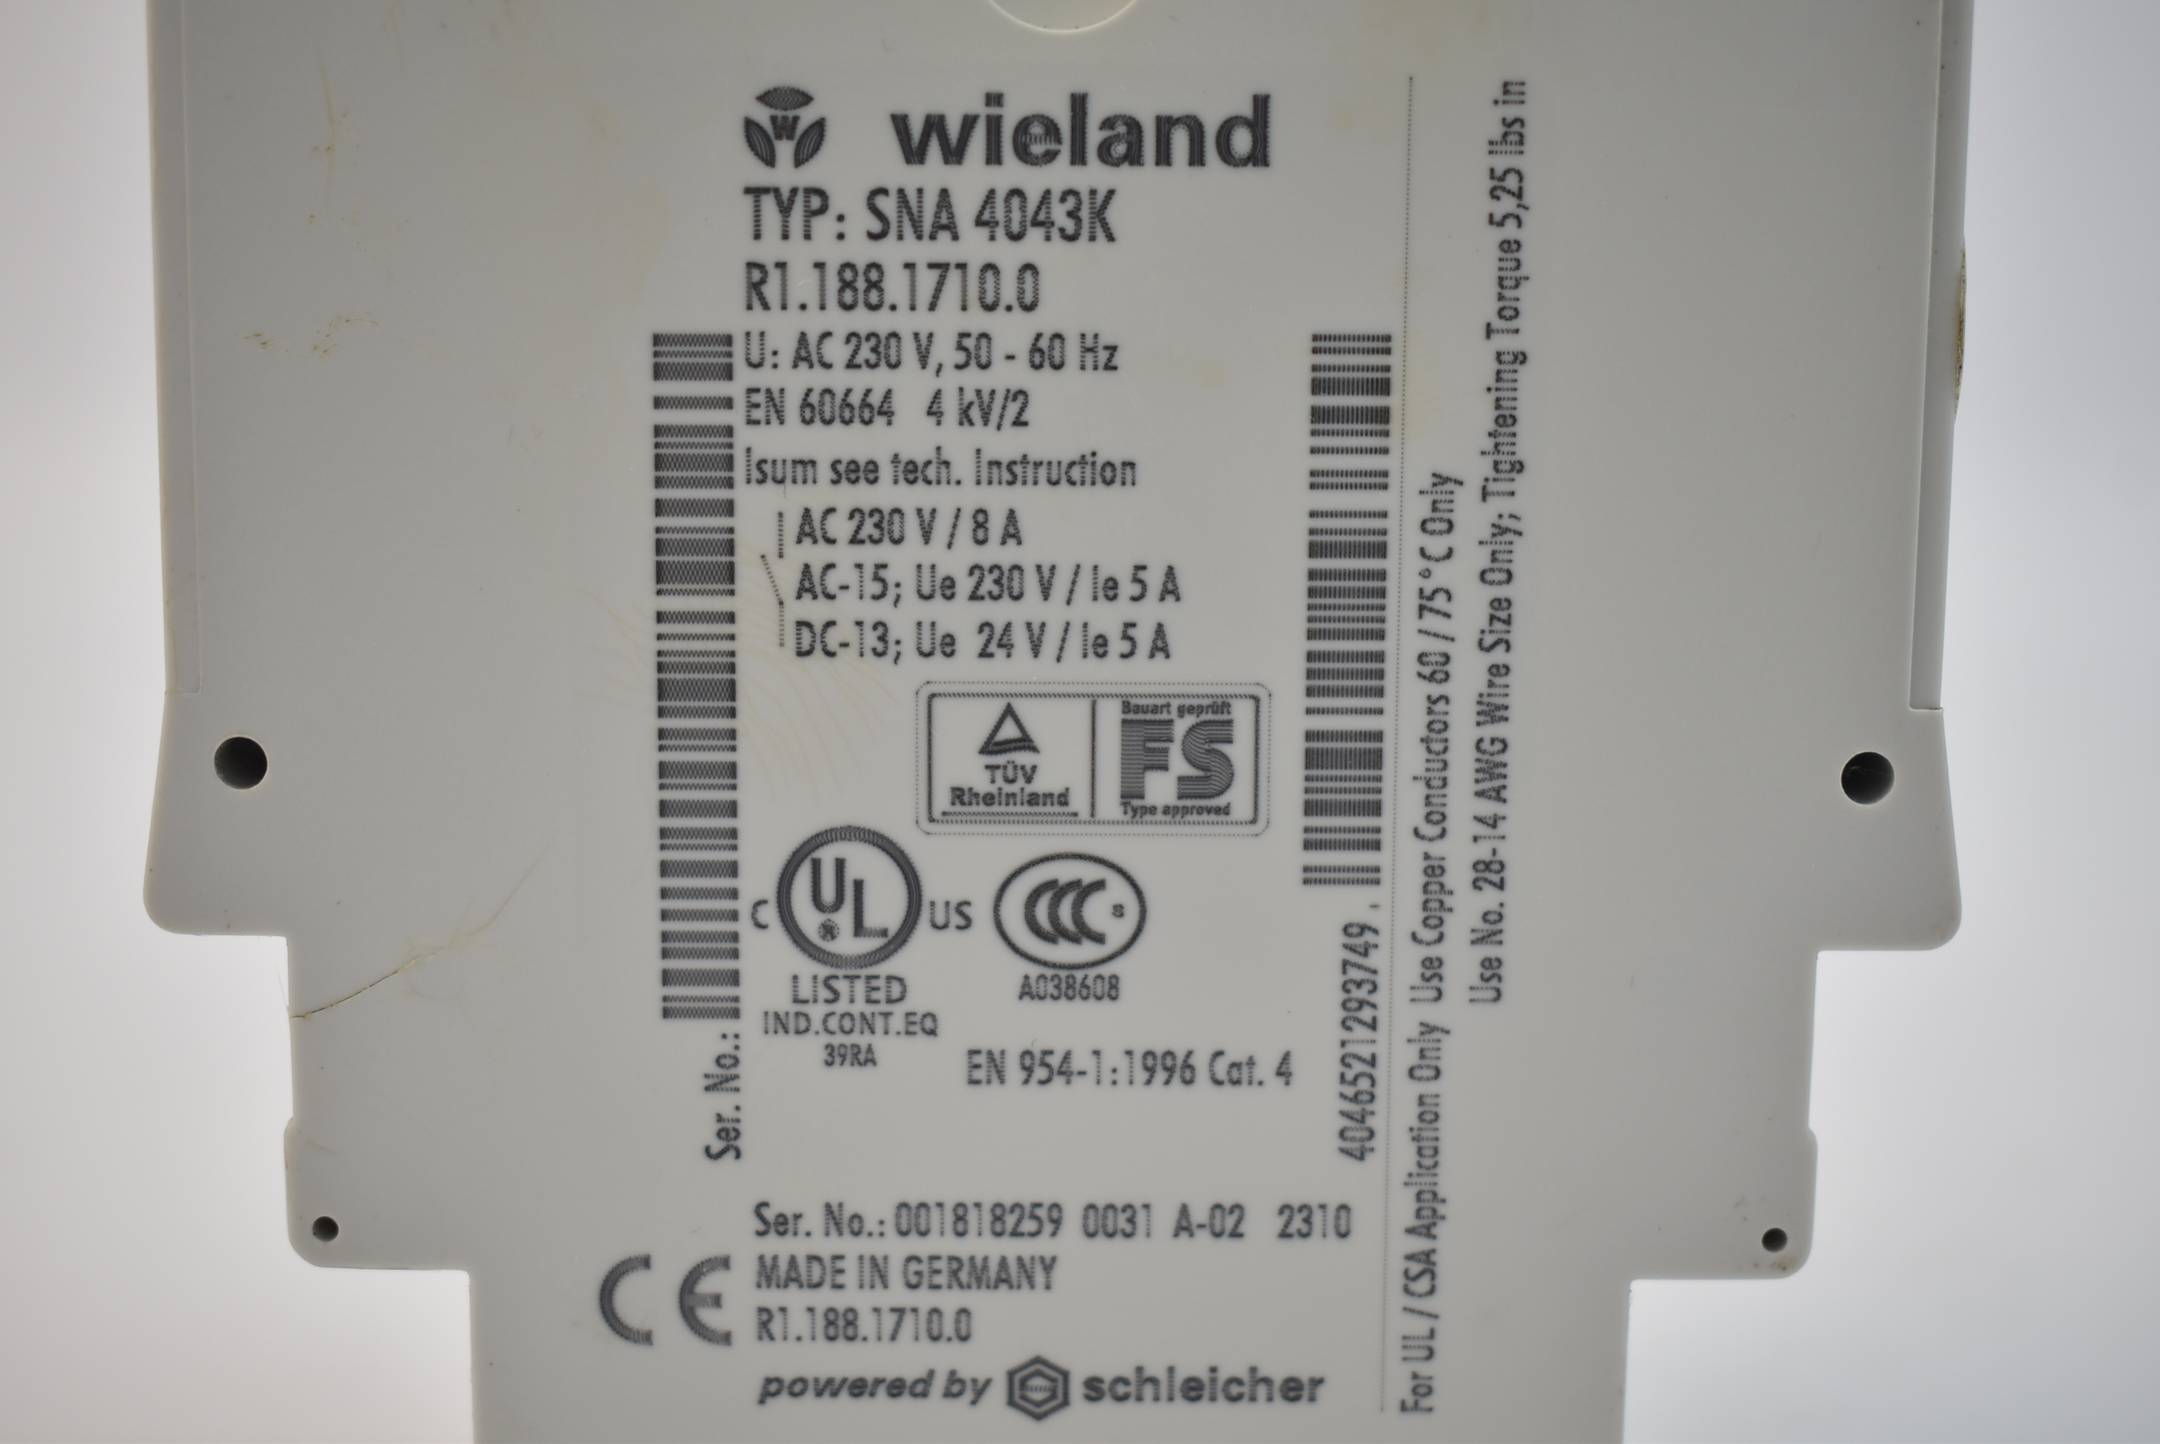 wieland
TYP: SNA 4043K
R1.188.1710.0
U: AC 230 V, 50 - 60 Hz
EN 60664 4 kV/2
Isum see tech. Instruction
AC 230 V / 8 A
AC-15; Ue 230 V / Ie 5 A
DC-13; Ue 24 V / Ie 5 A
TÜV
Rheinland
Bauart geprüft
FS
Type approved
C UL US
LISTED
IND.CONT.EQ
39RA
CCC S
A038608
EN 954-1:1996 Cat. 4
Ser. No.:
4046521293749
Ser. No.: 001818259 0031 A-02 2310
CE
MADE IN GERMANY
R1.188.1710.0
powered by schleicher
For UL / CSA Application Only Use Copper Conductors 60 / 75°C Only
Use No. 28-14 AWG Wire Size Only; Tightening Torque 5,25 lbs in